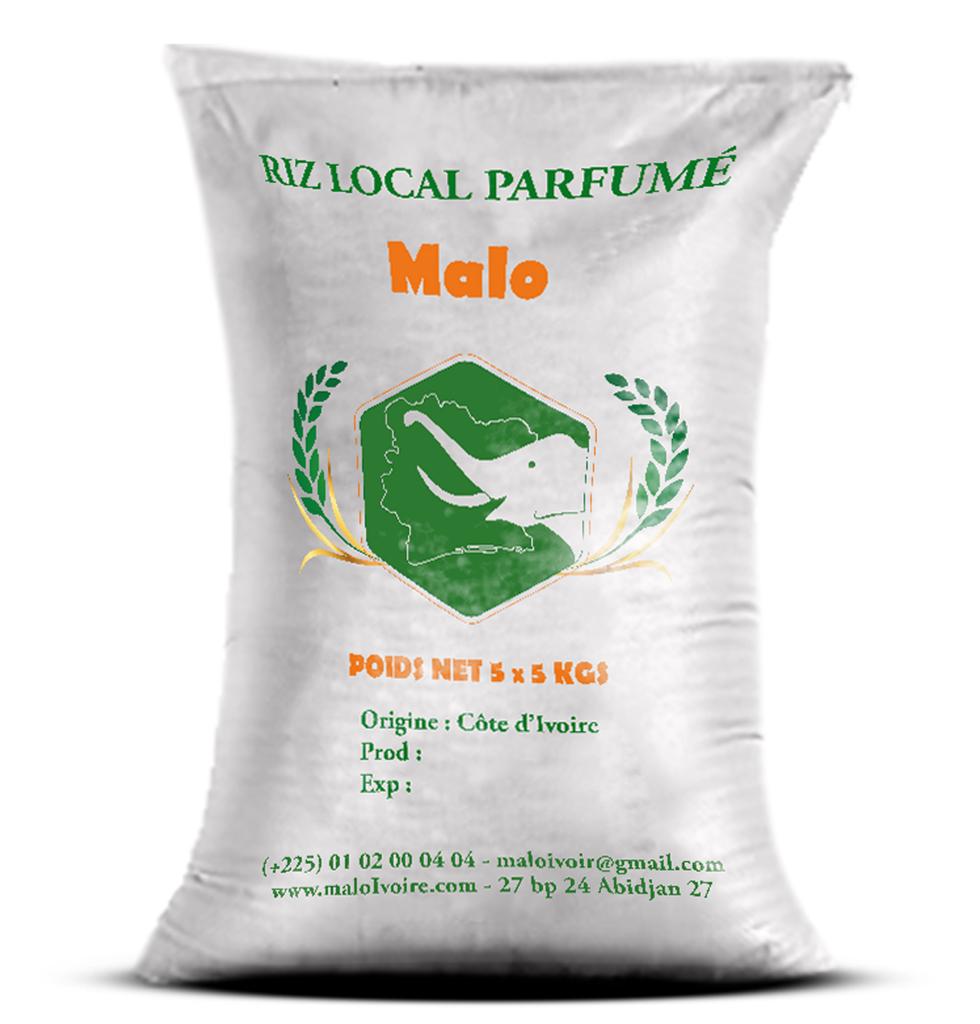 RIZ LOCAL PARFUMÉ
Malo
POIDS NET 5 x 5 KGS
Origine : Côte d'Ivoire
Prod :
Exp :
(+225) 01 02 00 04 04 - maloivoir@gmail.com
www.maloIvoire.com - 27 bp 24 Abidjan 27